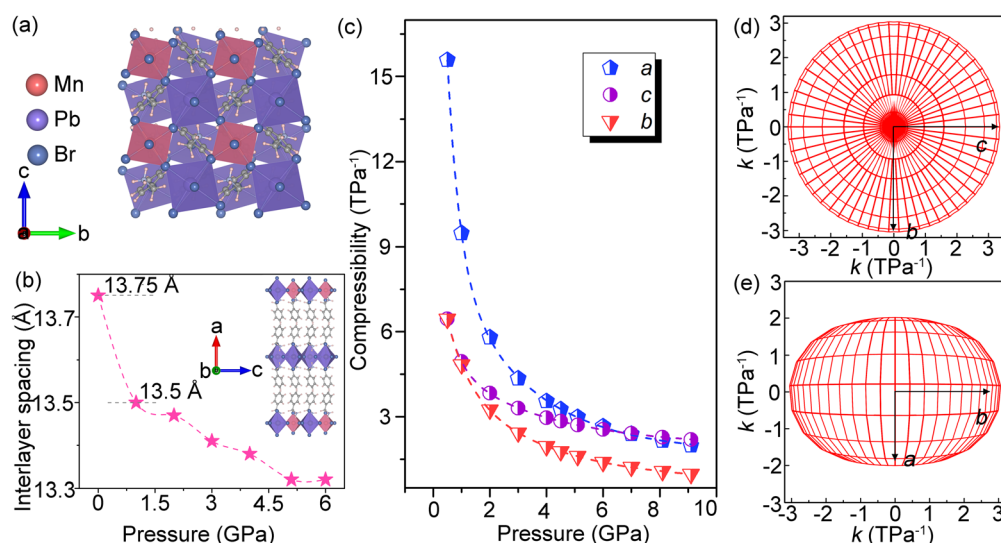 (a)
Mn
Pb
Br
c
a
b
(b)
13.75 Å
13.5 Å
a
b
c
Interlayer spacing (Å)
13.7
13.5
13.3
0 1.5 3 4.5 6
Pressure (GPa)
(c)
a
c
b
Compressibility (TPa⁻¹)
15
12
9
6
3
0 2 4 6 8 10
Pressure (GPa)
(d)
k (TPa⁻¹)
3
2
1
0
-1
-2
-3
c
b
-3 -2 -1 0 1 2 3
k (TPa⁻¹)
(e)
k (TPa⁻¹)
3
2
1
0
-1
-2
-3
b
a
-3 -2 -1 0 1 2 3
k (TPa⁻¹)